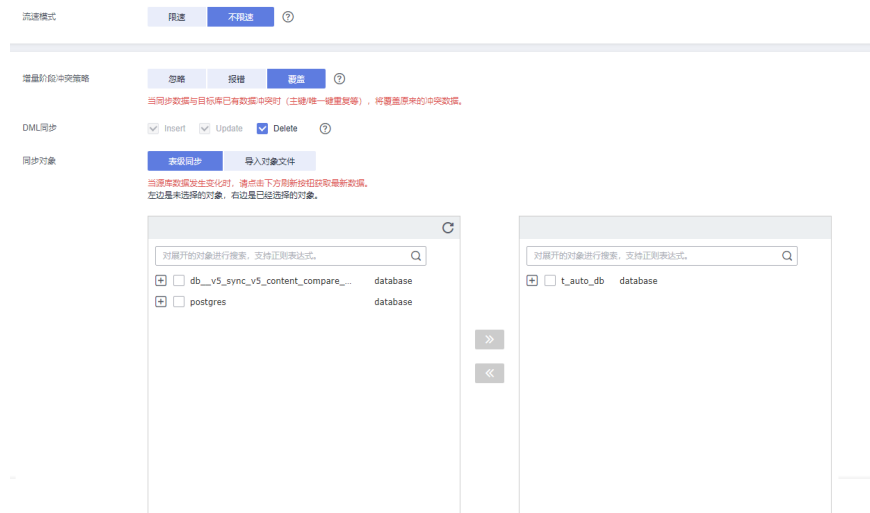 流速模式 限速 不限速 ?
增量阶段冲突策略 忽略 报错 覆盖 ?
当同步数据与目标库已有数据冲突时（主键/唯一键重复等），将覆盖原来的冲突数据。
DML同步 Insert Update Delete ?
同步对象 表级同步 导入对象文件
当源库数据发生变化时，请点击下方刷新按钮获取最新数据。
左边是未选择的对象，右边是已经选择的对象。
对展开的对象进行搜索，支持正则表达式。
db__v5_sync_v5_content_compare_... database
postgres database
对展开的对象进行搜索，支持正则表达式。
t_auto_db database